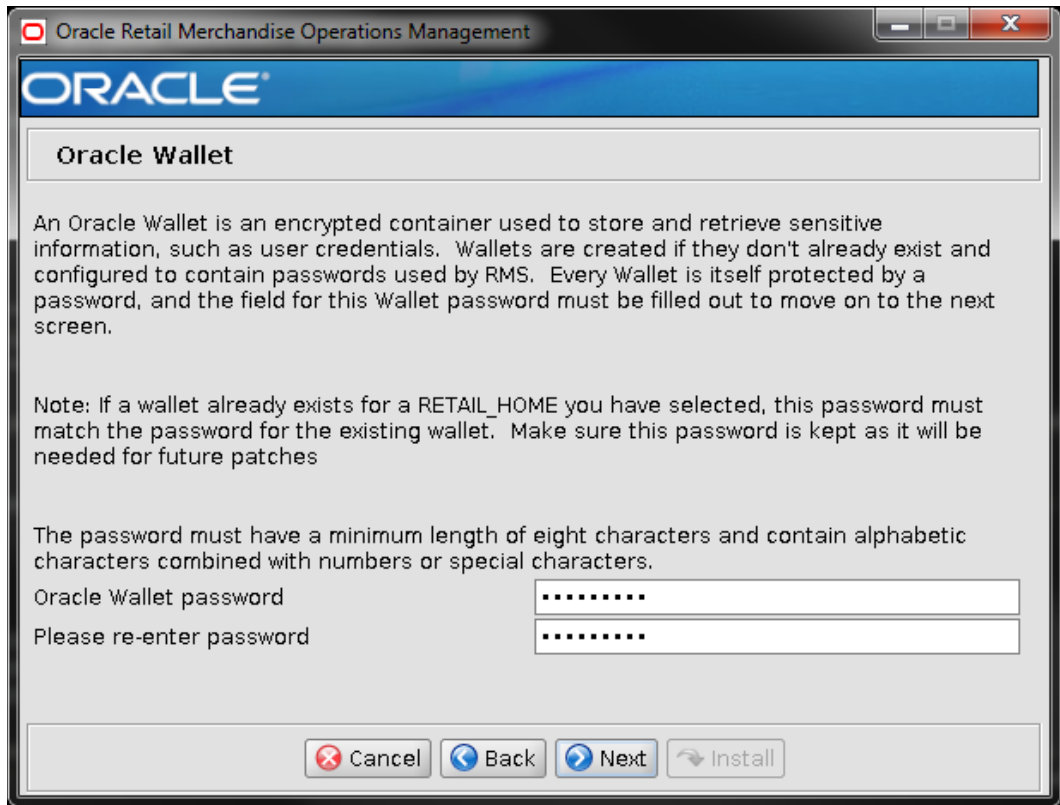 Oracle Retail Merchandise Operations Management
ORACLE®
Oracle Wallet
An Oracle Wallet is an encrypted container used to store and retrieve sensitive
information, such as user credentials.  Wallets are created if they don't already exist and
configured to contain passwords used by RMS.  Every Wallet is itself protected by a
password, and the field for this Wallet password must be filled out to move on to the next
screen.
Note: If a wallet already exists for a RETAIL_HOME you have selected, this password must
match the password for the existing wallet.  Make sure this password is kept as it will be
needed for future patches
The password must have a minimum length of eight characters and contain alphabetic
characters combined with numbers or special characters.
Oracle Wallet password
Please re-enter password
Cancel Back Next Install